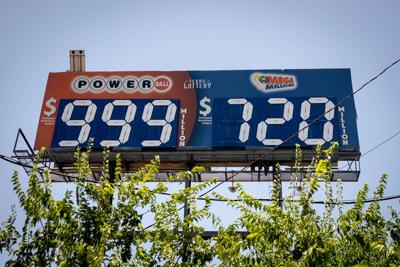 POWERBALL
TEXAS
LOTTERY
MEGA
MILLIONS
$ 999 MILLION
$ 720 MILLION